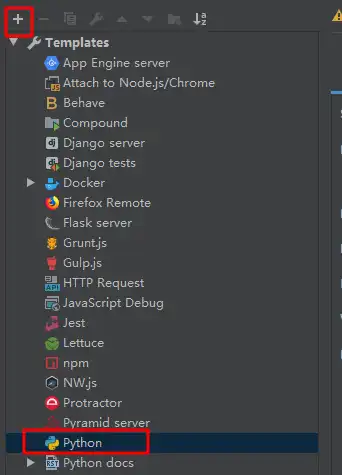 Templates
App Engine server
Attach to Node.js/Chrome
Behave
Compound
Django server
Django tests
Docker
Firefox Remote
Flask server
Grunt.js
Gulp.js
HTTP Request
JavaScript Debug
Jest
Lettuce
npm
NW.js
Protractor
Pyramid server
Python
Python docs